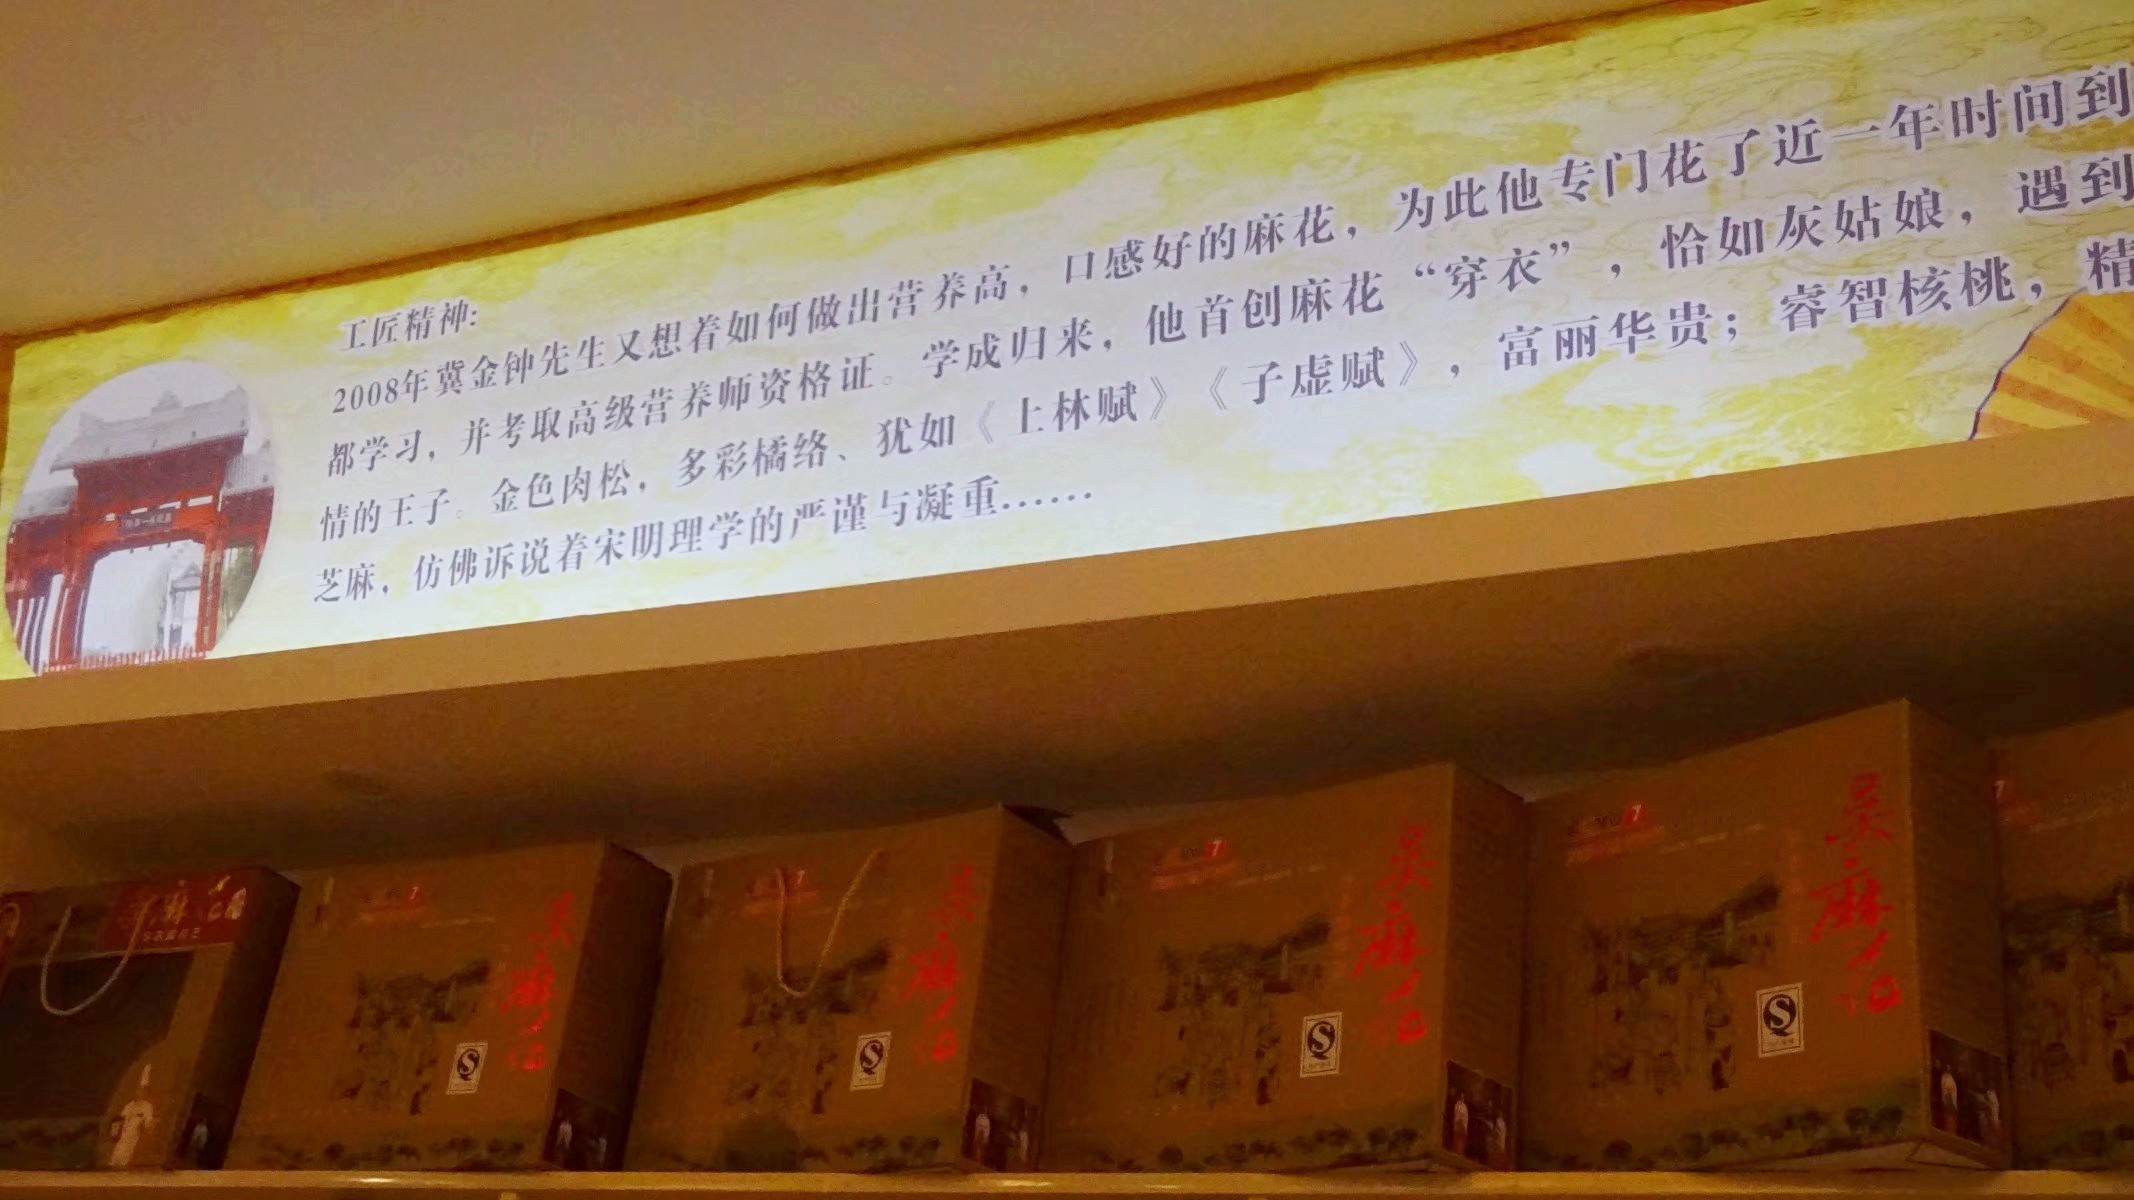 工匠精神:
2008年冀金钟先生又想着如何做出营养高，口感好的麻花，为此他专门花了近一年时间到
都学习，并考取高级营养师资格证。学成归来，他首创麻花“穿衣”，恰如灰姑娘，遇到
情的王子。金色肉松，多彩橘络、犹如《上林赋》《子虚赋》，富丽华贵；睿智核桃，精
芝麻，仿佛诉说着宋明理学的严谨与凝重……
麻
麻
麻
麻
麻